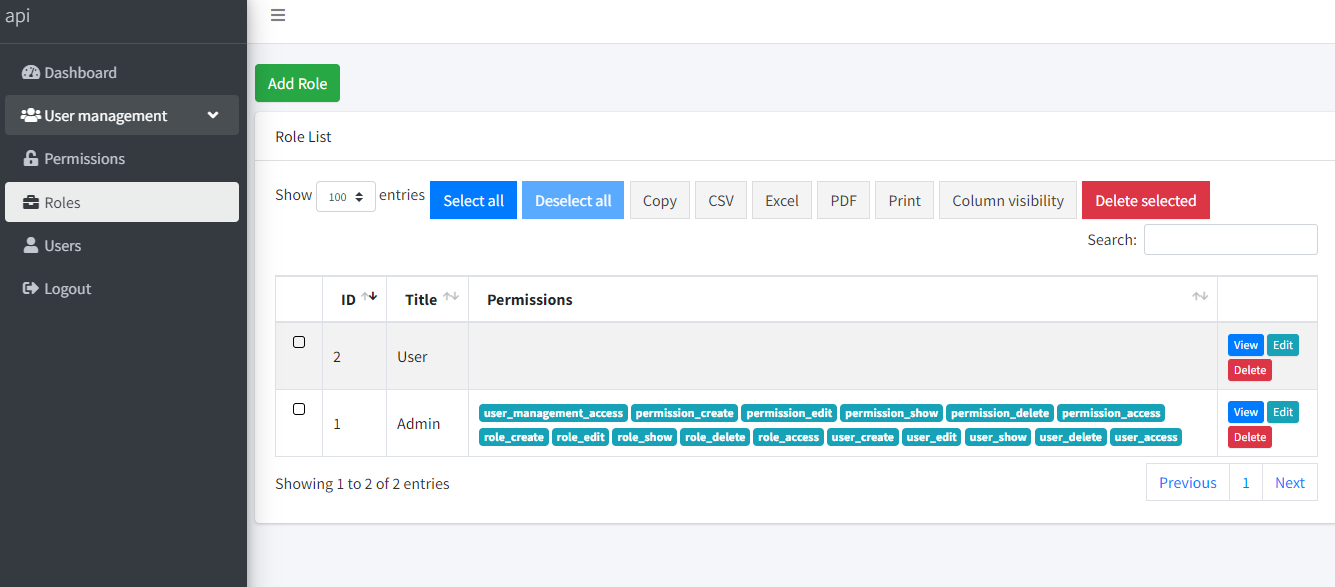 api
Dashboard
User management
Permissions
Roles
Users
Logout
Add Role
Role List
Show 100 entries Select all Deselect all Copy CSV Excel PDF Print Column visibility Delete selected
Search:
ID Title Permissions
2 User View Edit
Delete
1 Admin user_management_access permission_create permission_edit permission_show permission_delete permission_access View Edit
role_create role_edit role_show role_delete role_access user_create user_edit user_show user_delete user_access Delete
Showing 1 to 2 of 2 entries Previous 1 Next